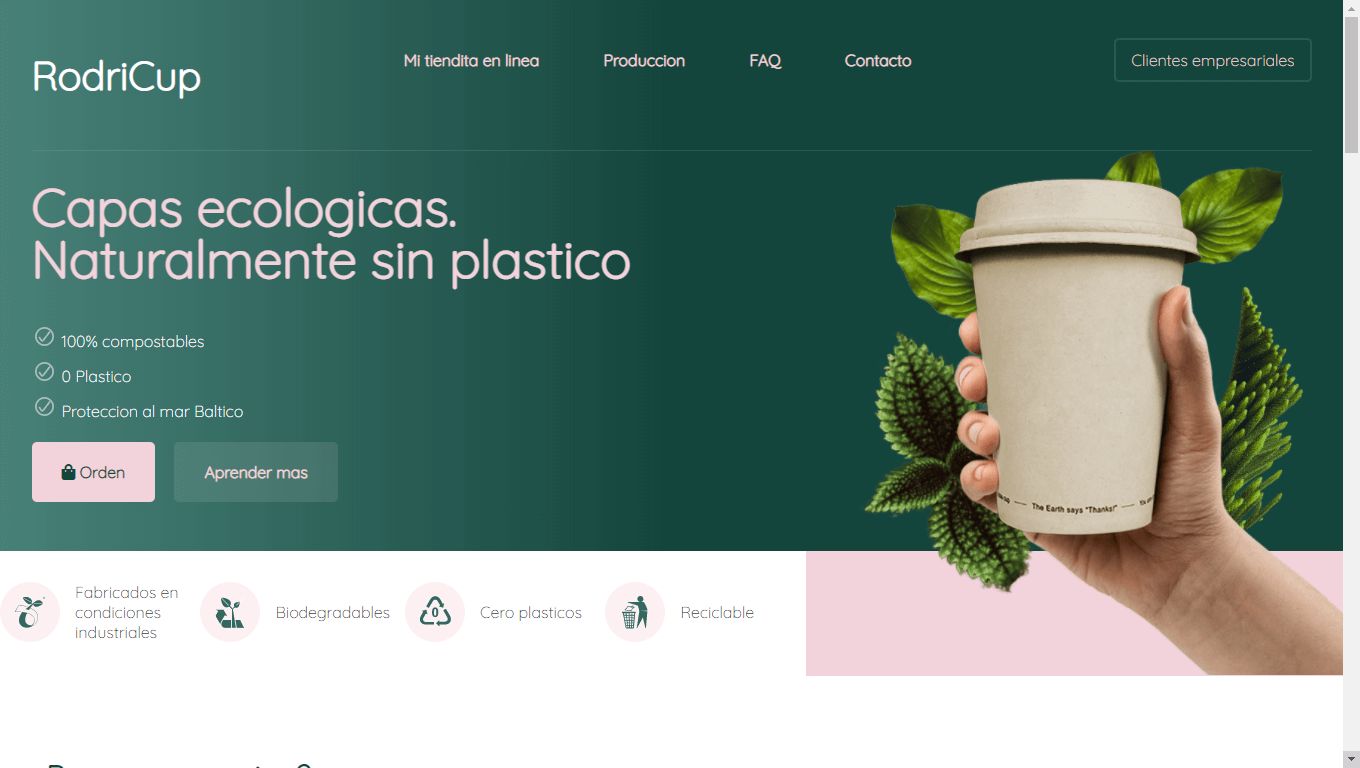 RodriCup
Mi tiendita en linea
Produccion
FAQ
Contacto
Clientes empresariales
Capas ecologicas.
Naturalmente sin plastico
100% compostables
0 Plastico
Proteccion al mar Baltico
Orden
Aprender mas
The Earth says "Thanks!"
Fabricados en
condiciones
industriales
Biodegradables
0
Cero plasticos
Reciclable